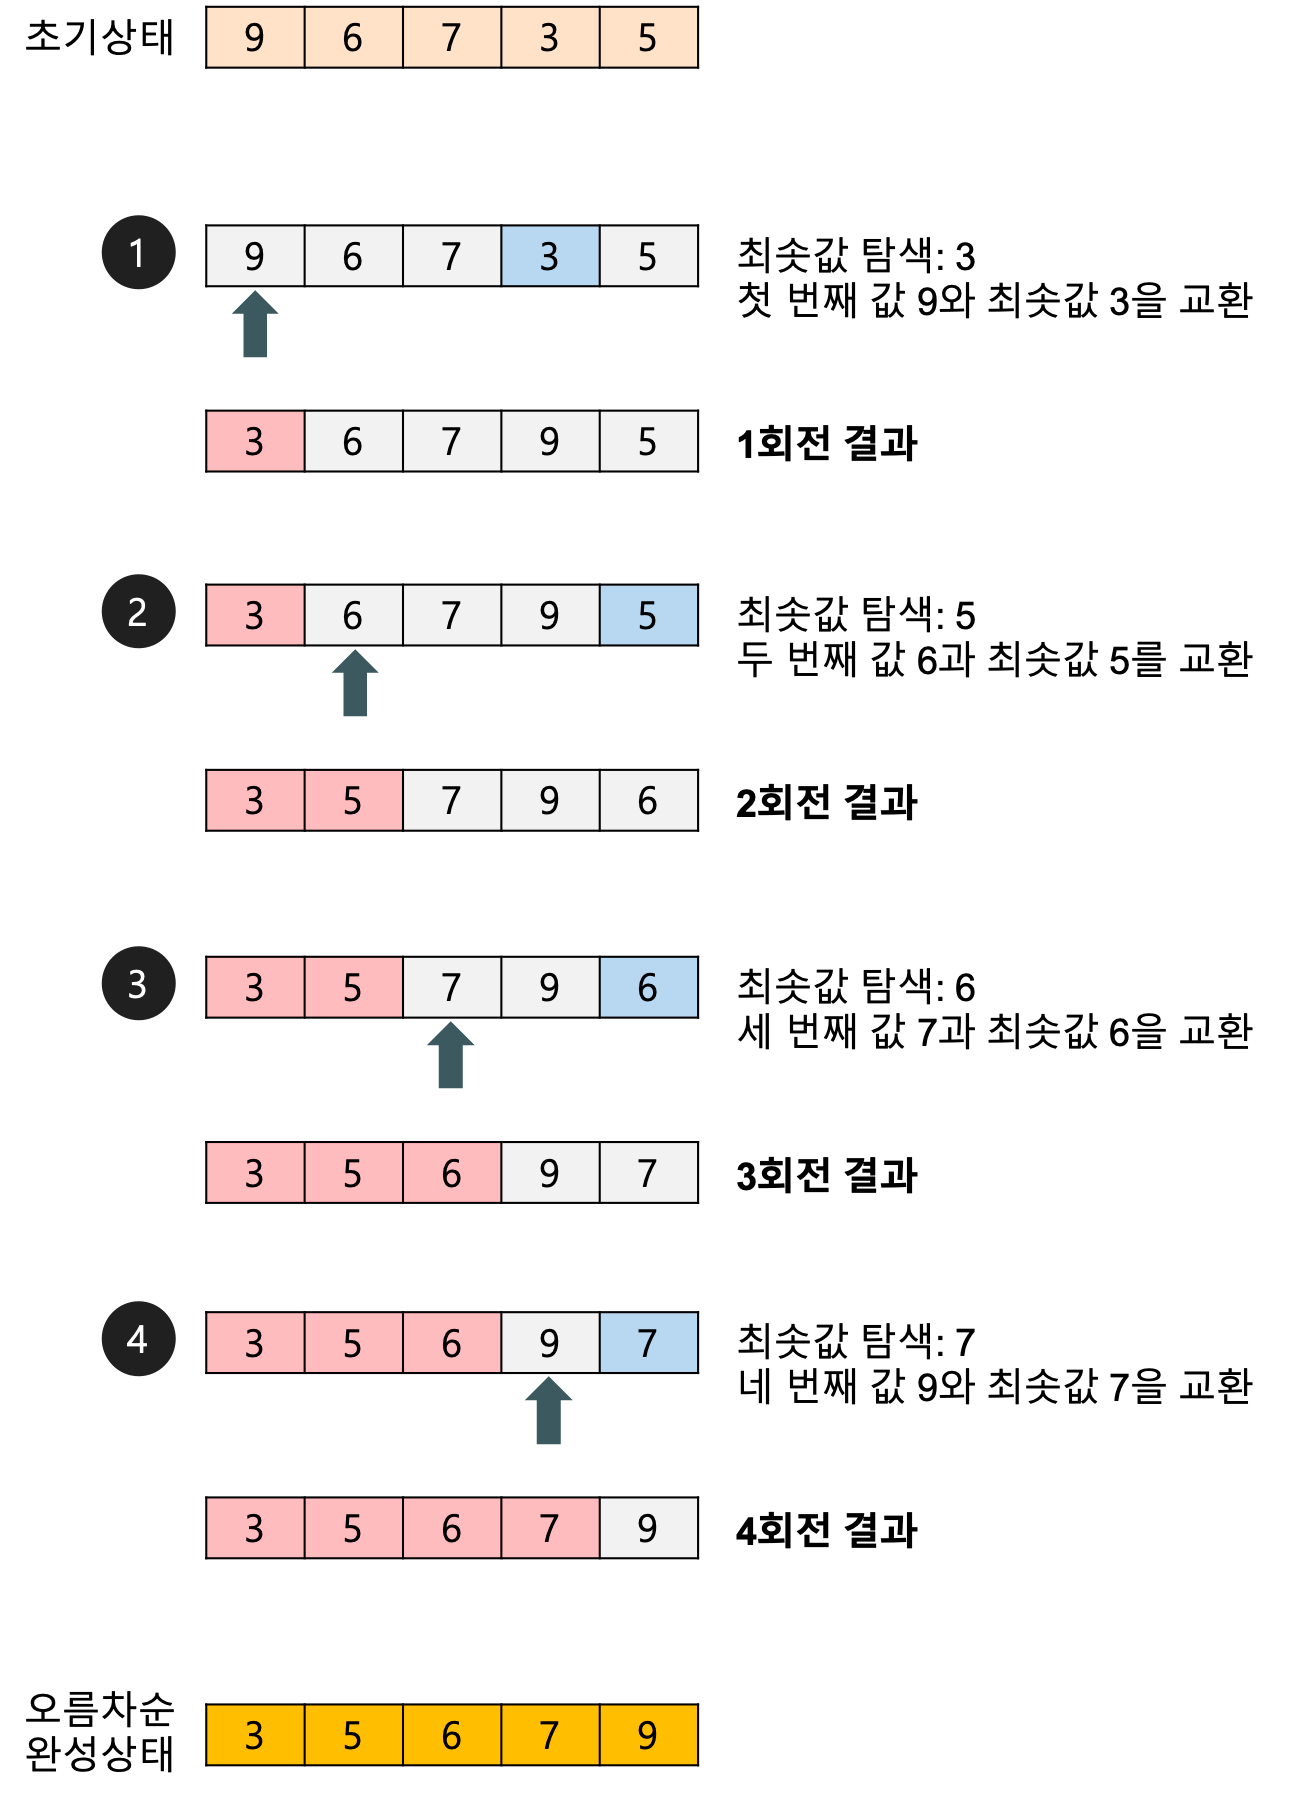 초기상태 9 6 7 3 5
1 9 6 7 3 5
최솟값 탐색: 3
첫 번째 값 9와 최솟값 3을 교환
3 6 7 9 5 1회전 결과
2 3 6 7 9 5
최솟값 탐색: 5
두 번째 값 6과 최솟값 5를 교환
3 5 7 9 6 2회전 결과
3 3 5 7 9 6
최솟값 탐색: 6
세 번째 값 7과 최솟값 6을 교환
3 5 6 9 7 3회전 결과
4 3 5 6 9 7
최솟값 탐색: 7
네 번째 값 9와 최솟값 7을 교환
3 5 6 7 9 4회전 결과
오름차순
완성상태
3 5 6 7 9